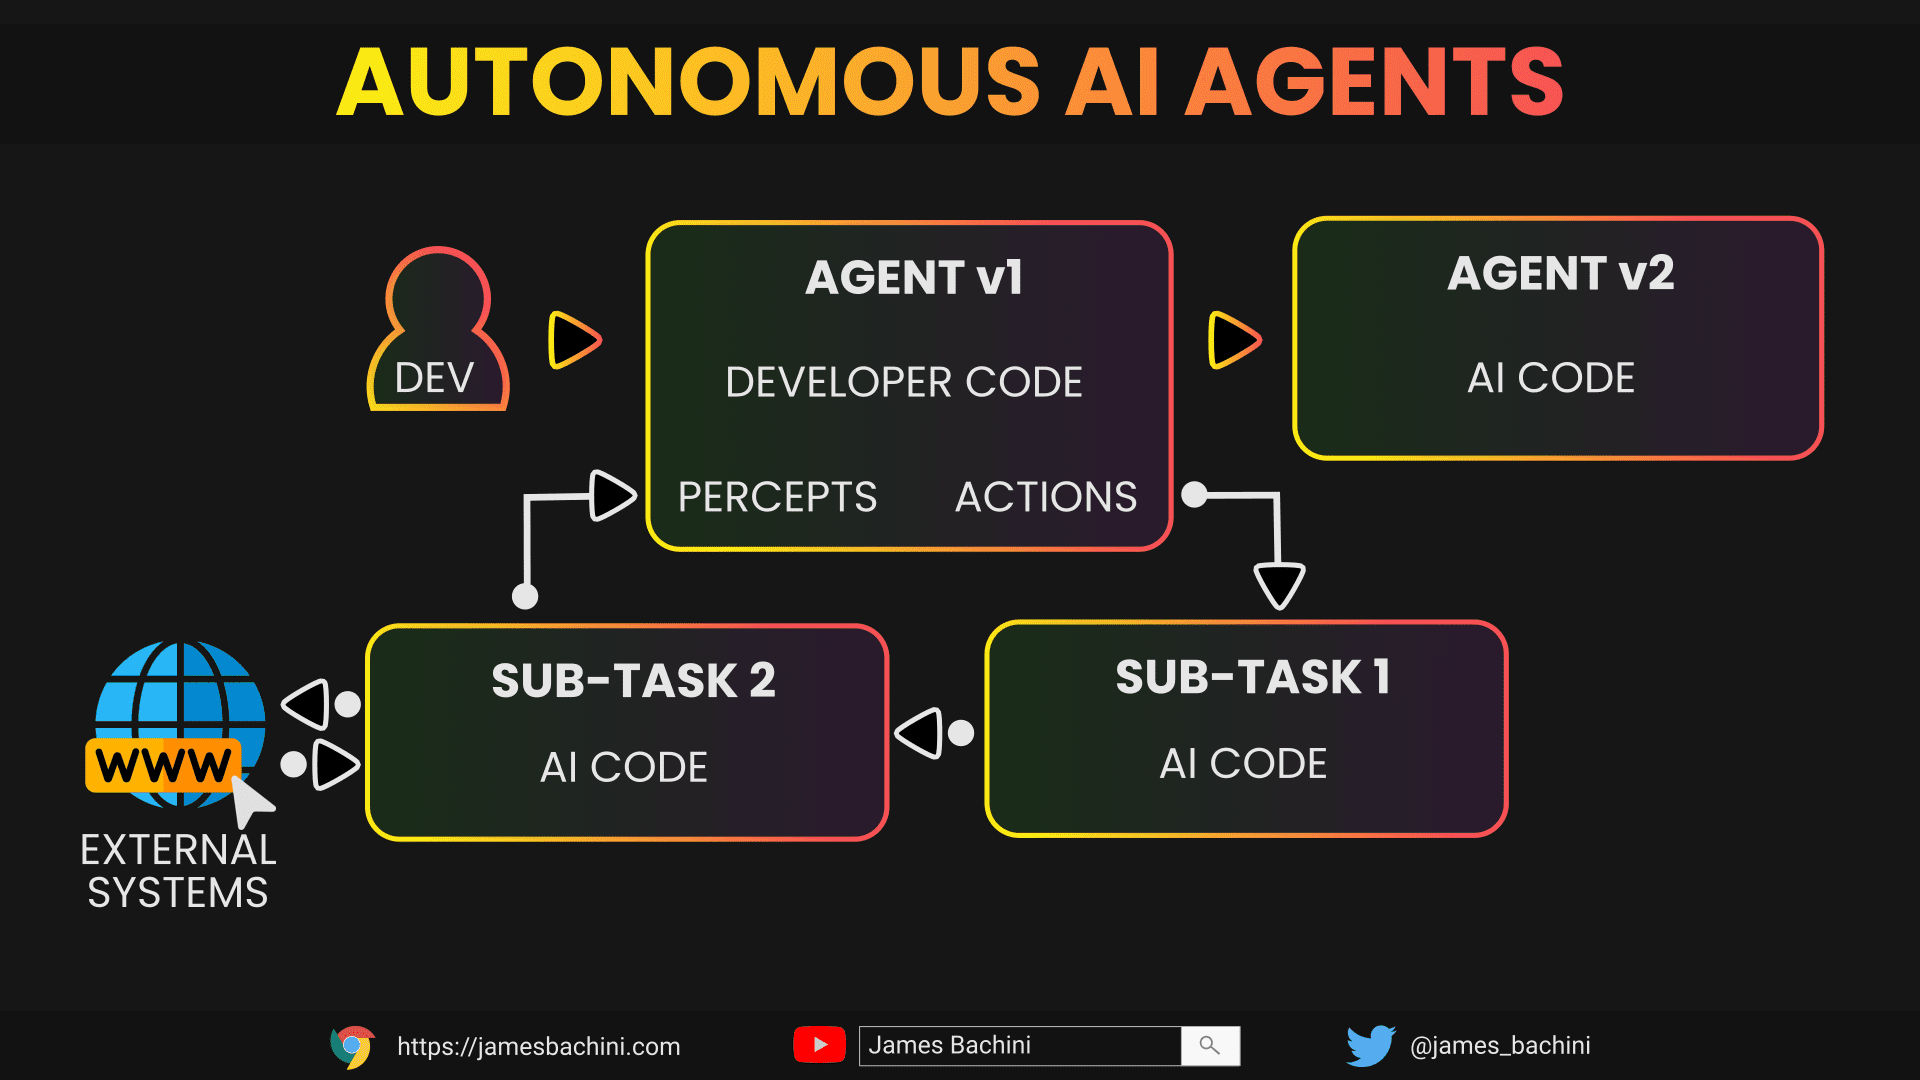 AUTONOMOUS AI AGENTS
DEV
AGENT v1
DEVELOPER CODE
PERCEPTS
ACTIONS
AGENT v2
AI CODE
SUB-TASK 2
AI CODE
SUB-TASK 1
AI CODE
WWW
EXTERNAL
SYSTEMS
https://jamesbachini.com
James Bachini
@james_bachini